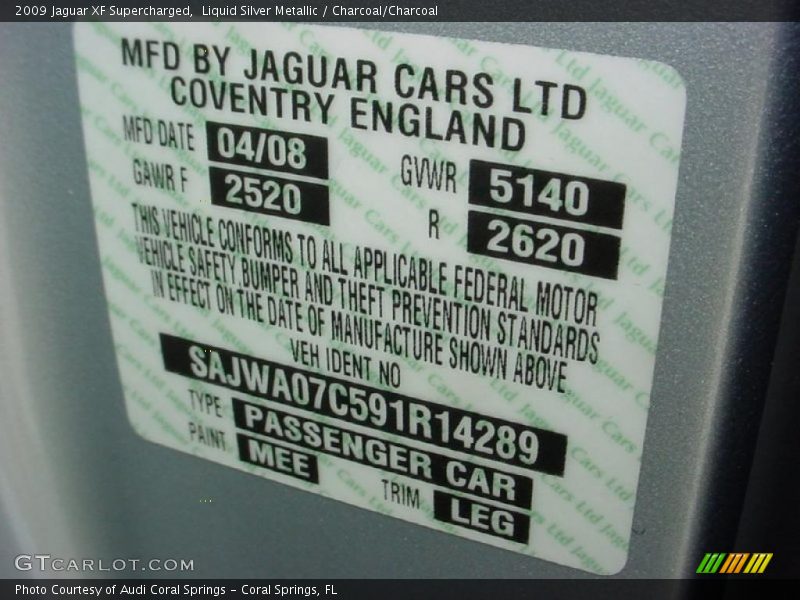 2009 Jaguar XF Supercharged,  Liquid Silver Metallic / Charcoal/Charcoal
MFD BY JAGUAR CARS LTD
COVENTRY ENGLAND
MFD DATE 04/08 GVWR 5140
GAWR F 2520 R 2620
THIS VEHICLE CONFORMS TO ALL APPLICABLE FEDERAL MOTOR
VEHICLE SAFETY BUMPER AND THEFT PREVENTION STANDARDS
IN EFFECT ON THE DATE OF MANUFACTURE SHOWN ABOVE
VEH IDENT NO
SAJWA07C591R14289
TYPE PASSENGER CAR
PAINT MEE TRIM LEG
GTCARLOT.COM
Photo Courtesy of Audi Coral Springs – Coral Springs, FL